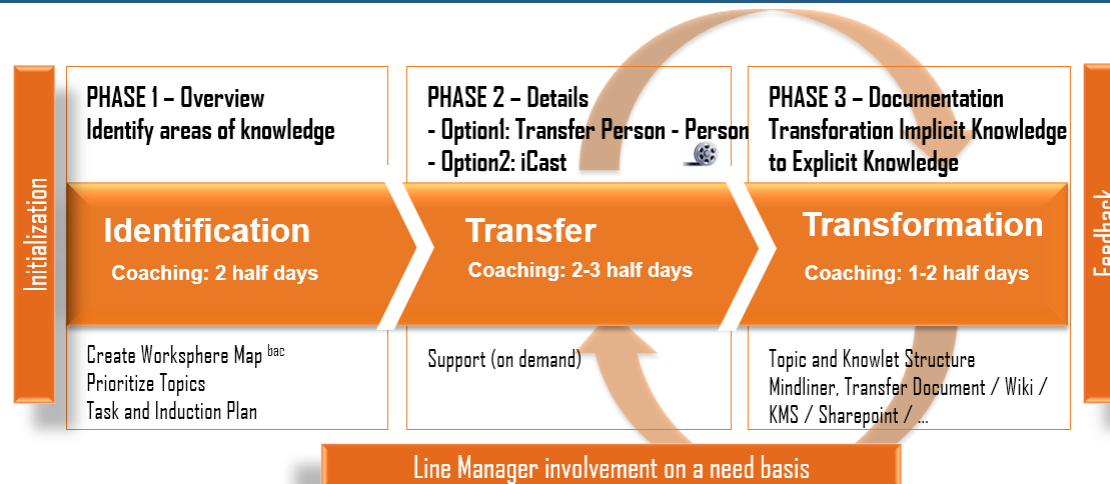 Initialization
PHASE 1 – Overview
Identify areas of knowledge
Identification
Coaching: 2 half days
Create Worksphere Map bac
Prioritize Topics
Task and Induction Plan
PHASE 2 – Details
- Option1: Transfer Person - Person
- Option2: iCast
Transfer
Coaching: 2-3 half days
Support (on demand)
PHASE 3 – Documentation
Transforation Implicit Knowledge
to Explicit Knowledge
Transformation
Coaching: 1-2 half days
Topic and Knowlet Structure
Mindliner, Transfer Document / Wiki /
KMS / Sharepoint / ...
Feedback
Line Manager involvement on a need basis